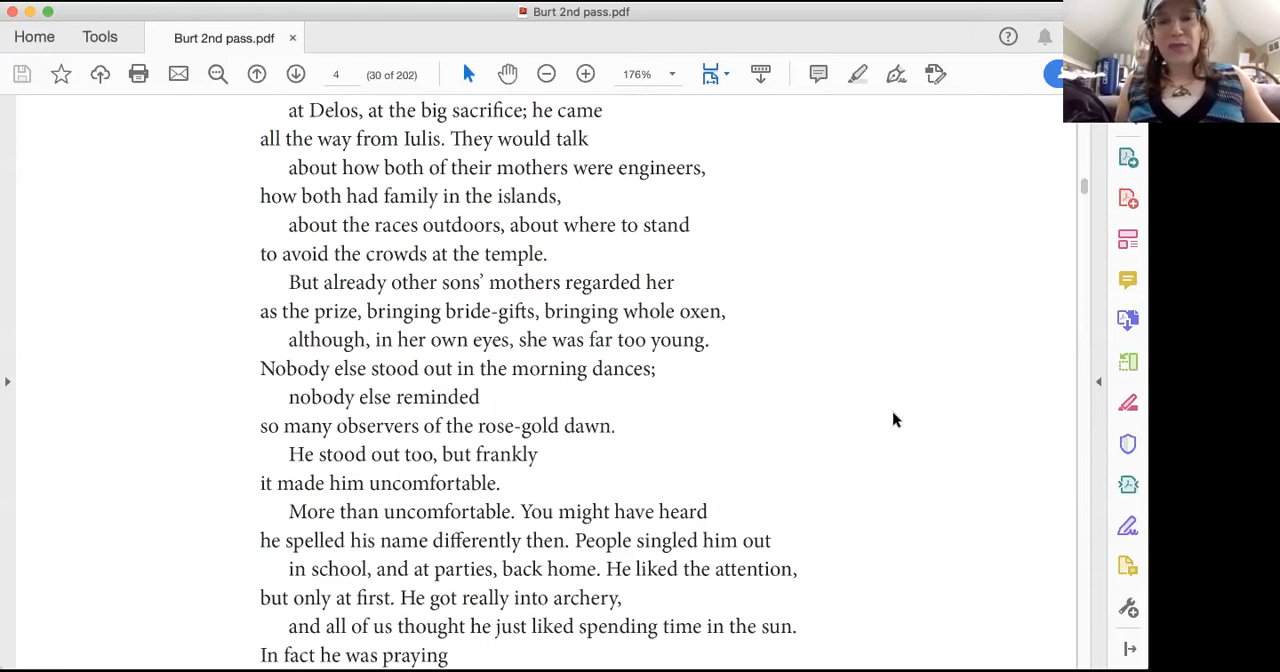 Burt 2nd pass.pdf
Home
Tools
Burt 2nd pass.pdf ×
4 (30 of 202) 176%
at Delos, at the big sacrifice; he came
all the way from Iulis. They would talk
about how both of their mothers were engineers,
how both had family in the islands,
about the races outdoors, about where to stand
to avoid the crowds at the temple.
But already other sons’ mothers regarded her
as the prize, bringing bride-gifts, bringing whole oxen,
although, in her own eyes, she was far too young.
Nobody else stood out in the morning dances;
nobody else reminded
so many observers of the rose-gold dawn.
He stood out too, but frankly
it made him uncomfortable.
More than uncomfortable. You might have heard
he spelled his name differently then. People singled him out
in school, and at parties, back home. He liked the attention,
but only at first. He got really into archery,
and all of us thought he just liked spending time in the sun.
In fact he was praying